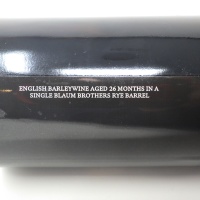 ENGLISH BARLEYWINE AGED 26 MONTHS IN A
SINGLE BLAUM BROTHERS RYE BARREL